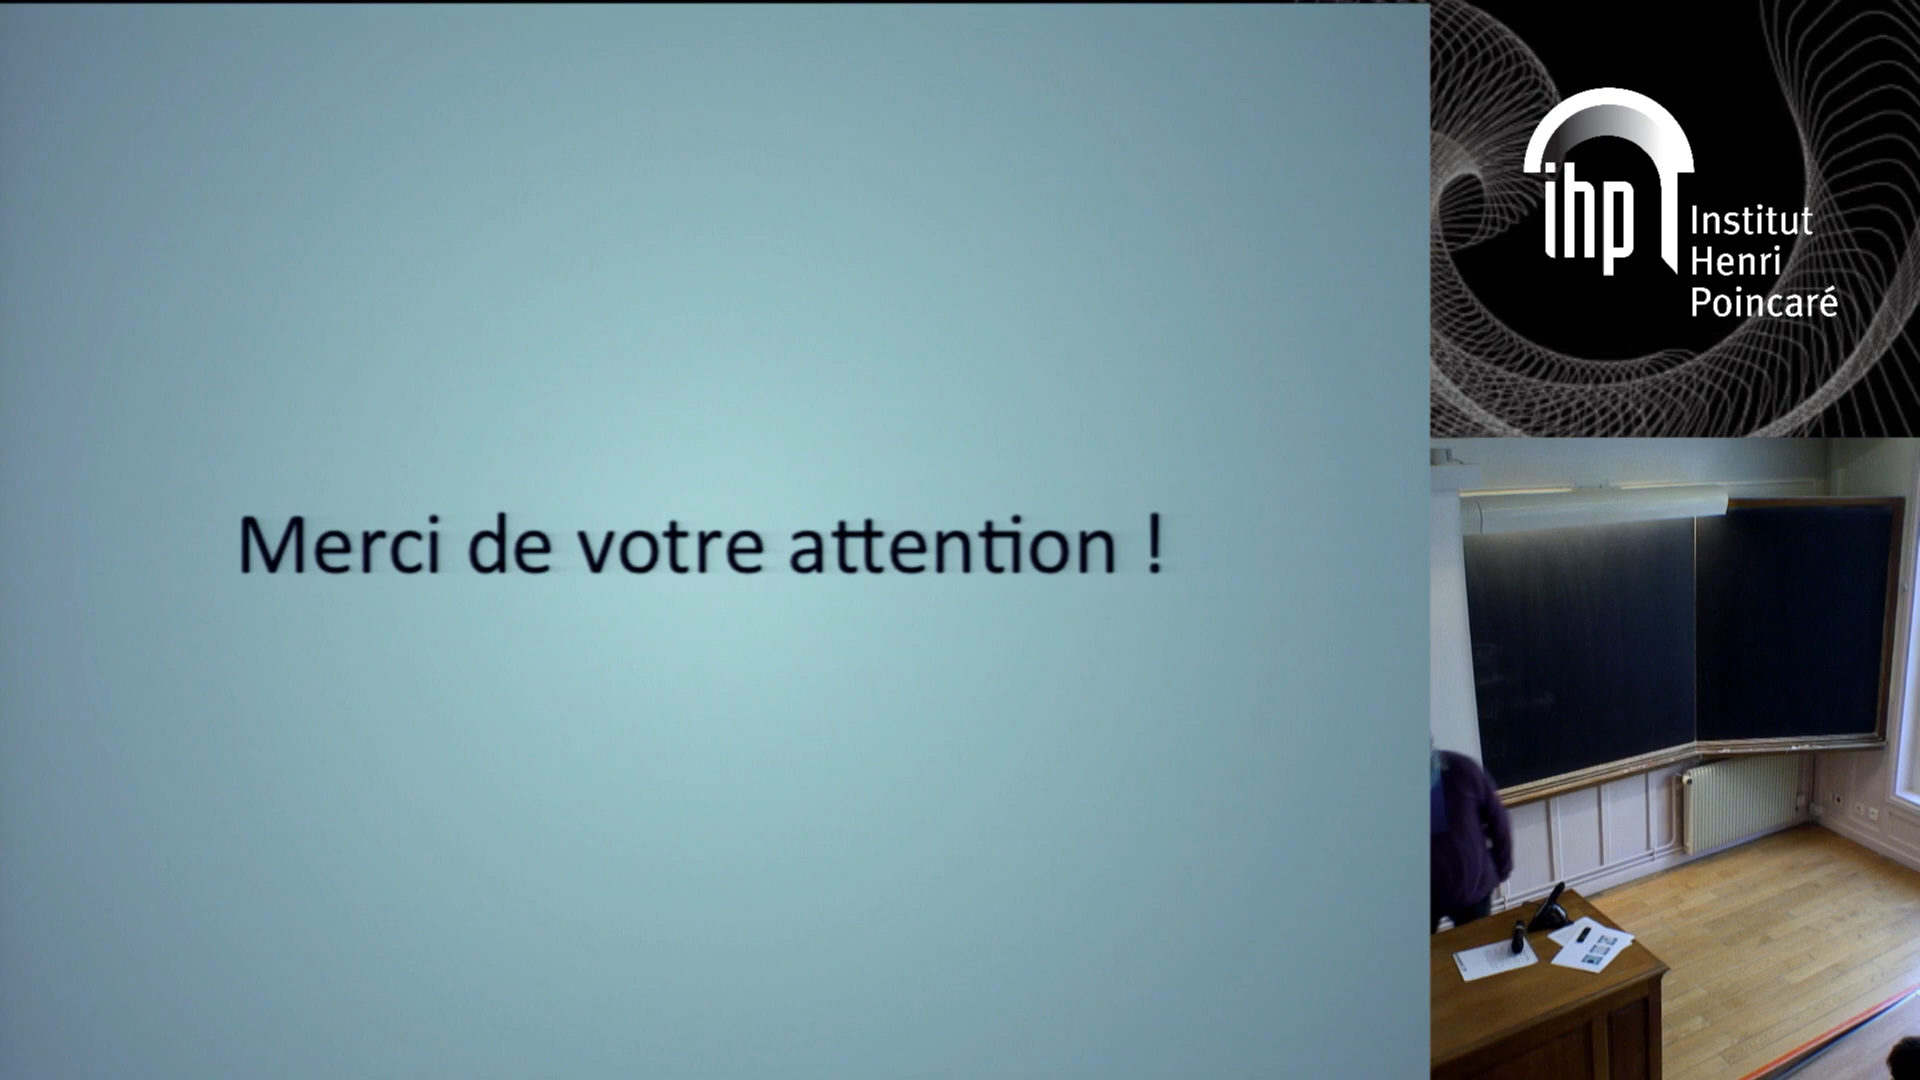 Merci de votre attention !
ihp
Institut
Henri
Poincaré